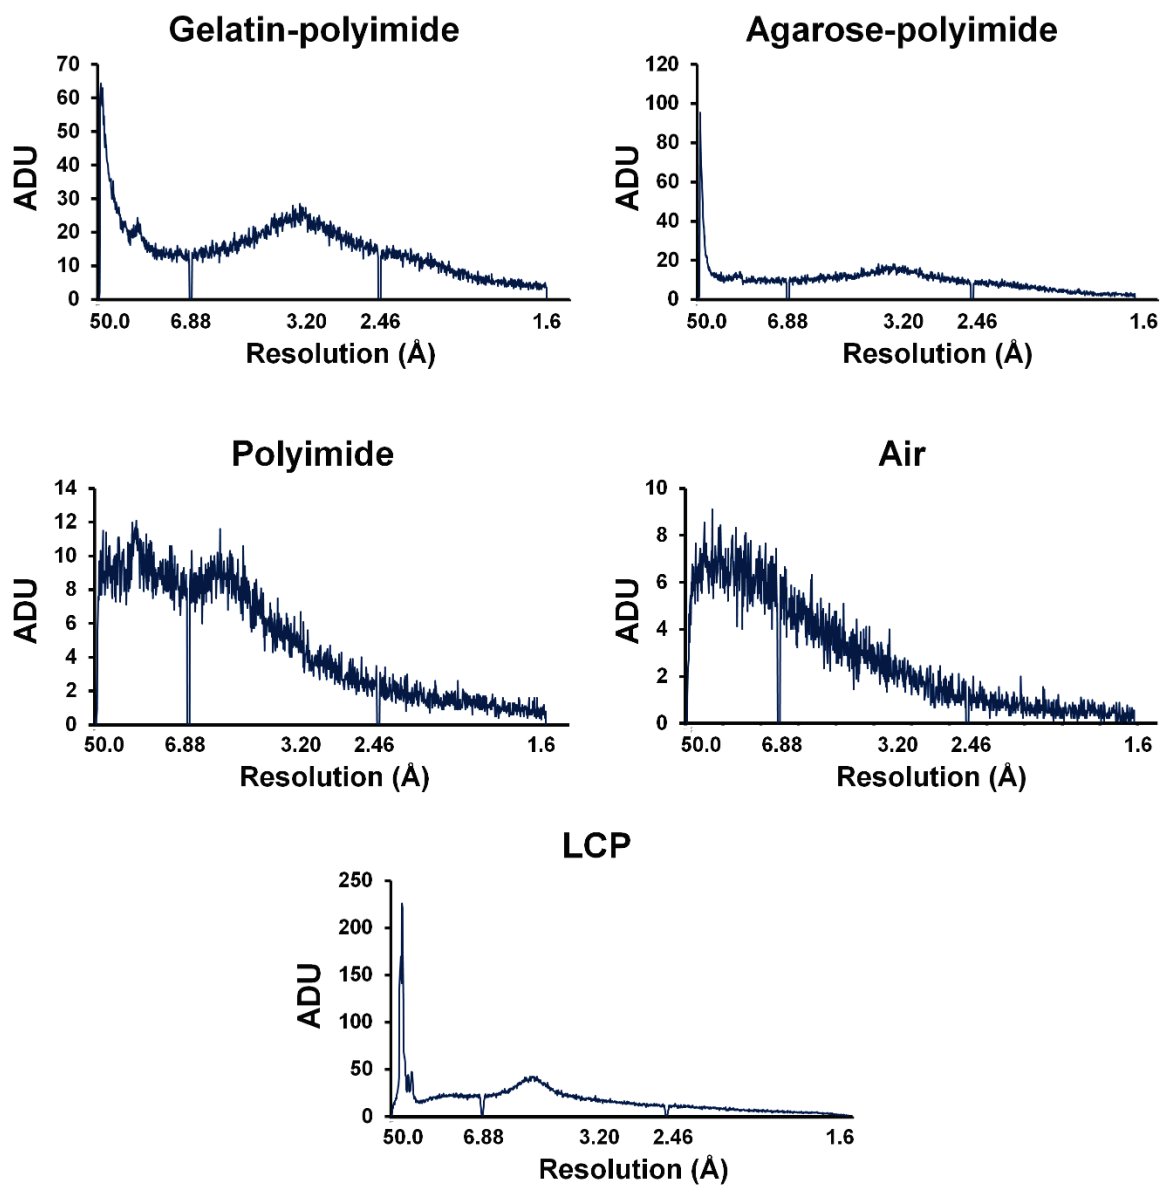 Gelatin-polyimide
70
60
50
40
30
20
10
0
ADU
50.0 6.88 3.20 2.46 1.6
Resolution (Å)
Agarose-polyimide
120
100
80
60
40
20
0
ADU
50.0 6.88 3.20 2.46 1.6
Resolution (Å)
Polyimide
14
12
10
8
6
4
2
0
ADU
50.0 6.88 3.20 2.46 1.6
Resolution (Å)
Air
10
8
6
4
2
0
ADU
50.0 6.88 3.20 2.46 1.6
Resolution (Å)
LCP
250
200
150
100
50
0
ADU
50.0 6.88 3.20 2.46 1.6
Resolution (Å)